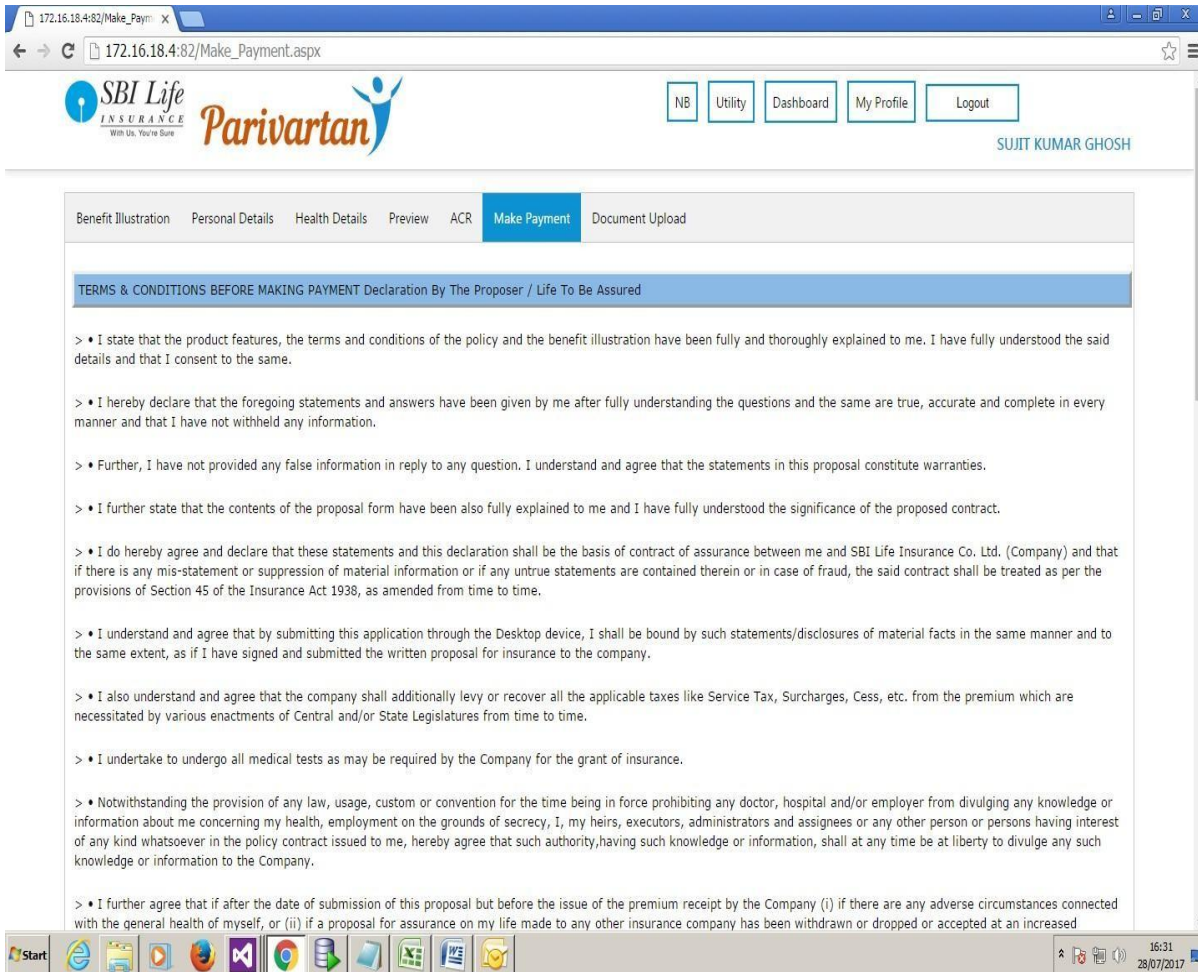 172.16.18.4:82/Make_Paym
172.16.18.4:82/Make_Payment.aspx
SBI Life
INSURANCE
With Us, You're Sure
Parivartan
NB
Utility
Dashboard
My Profile
Logout
SUJIT KUMAR GHOSH
Benefit Illustration Personal Details Health Details Preview ACR Make Payment Document Upload
TERMS & CONDITIONS BEFORE MAKING PAYMENT Declaration By The Proposer / Life To Be Assured
> • I state that the product features, the terms and conditions of the policy and the benefit illustration have been fully and thoroughly explained to me. I have fully understood the said
details and that I consent to the same.
> • I hereby declare that the foregoing statements and answers have been given by me after fully understanding the questions and the same are true, accurate and complete in every
manner and that I have not withheld any information.
> • Further, I have not provided any false information in reply to any question. I understand and agree that the statements in this proposal constitute warranties.
> • I further state that the contents of the proposal form have been also fully explained to me and I have fully understood the significance of the proposed contract.
> • I do hereby agree and declare that these statements and this declaration shall be the basis of contract of assurance between me and SBI Life Insurance Co. Ltd. (Company) and that
if there is any mis-statement or suppression of material information or if any untrue statements are contained therein or in case of fraud, the said contract shall be treated as per the
provisions of Section 45 of the Insurance Act 1938, as amended from time to time.
> • I understand and agree that by submitting this application through the Desktop device, I shall be bound by such statements/disclosures of material facts in the same manner and to
the same extent, as if I have signed and submitted the written proposal for insurance to the company.
> • I also understand and agree that the company shall additionally levy or recover all the applicable taxes like Service Tax, Surcharges, Cess, etc. from the premium which are
necessitated by various enactments of Central and/or State Legislatures from time to time.
> • I undertake to undergo all medical tests as may be required by the Company for the grant of insurance.
> • Notwithstanding the provision of any law, usage, custom or convention for the time being in force prohibiting any doctor, hospital and/or employer from divulging any knowledge or
information about me concerning my health, employment on the grounds of secrecy, I, my heirs, executors, administrators and assignees or any other person or persons having interest
of any kind whatsoever in the policy contract issued to me, hereby agree that such authority,having such knowledge or information, shall at any time be at liberty to divulge any such
knowledge or information to the Company.
> • I further agree that if after the date of submission of this proposal but before the issue of the premium receipt by the Company (i) if there are any adverse circumstances connected
with the general health of myself, or (ii) if a proposal for assurance on my life made to any other insurance company has been withdrawn or dropped or accepted at an increased
Start
16:31
28/07/2017